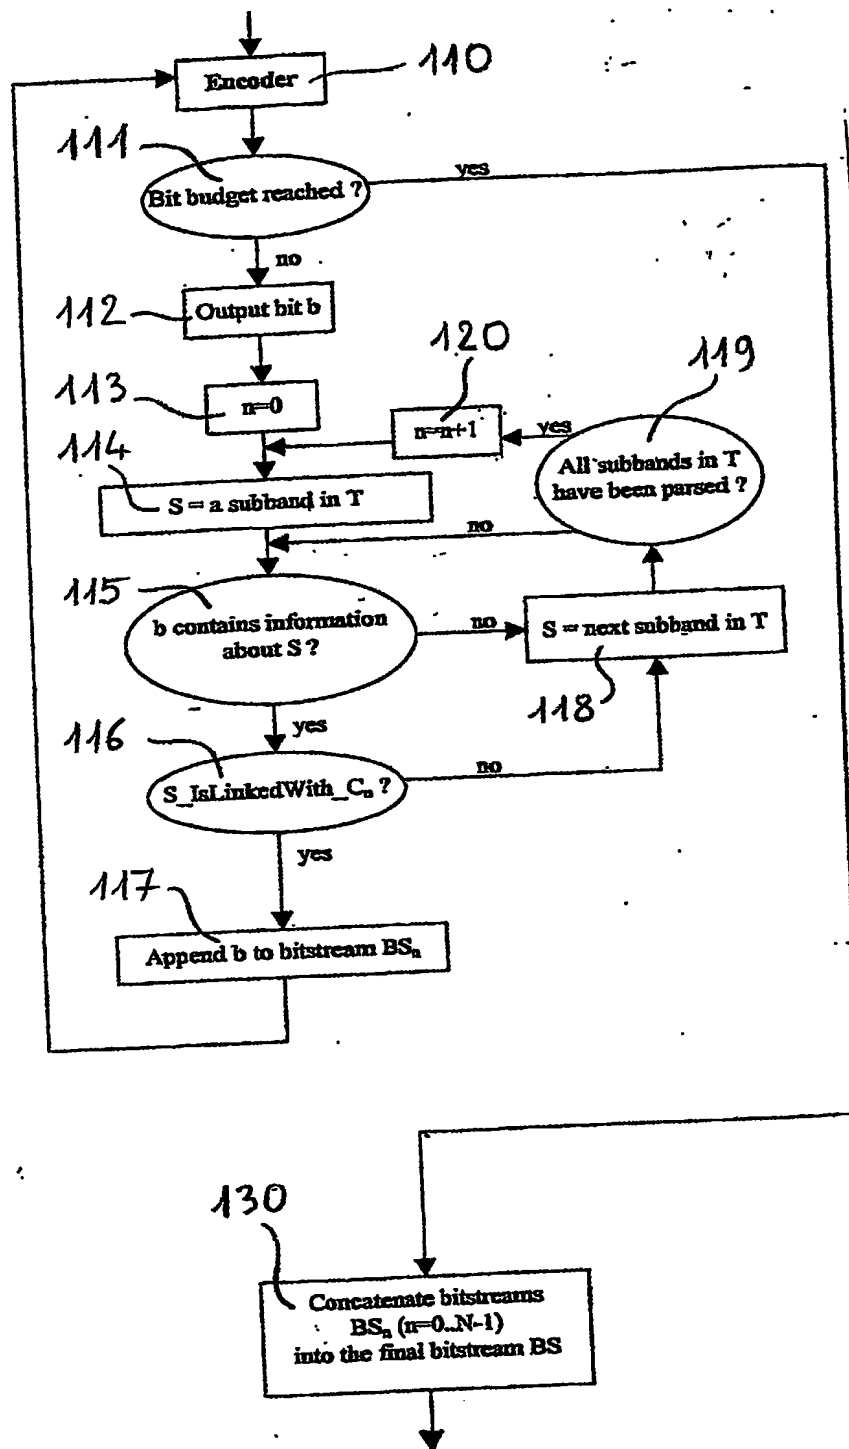 110
Encoder
111
yes
Bit budget reached ?
no
112
Output bit b
120
119
113
n=0
n=n+1
yes
114
All subbands in T
have been parsed ?
S = a subband in T
no
115
b contains information
about S ?
no
S = next subband in T
118
yes
116
S_IsLinkedWith_Cn ?
no
yes
117
Append b to bitstream BSn
130
Concatenate bitstreams
BSn (n=0..N-1)
into the final bitstream BS